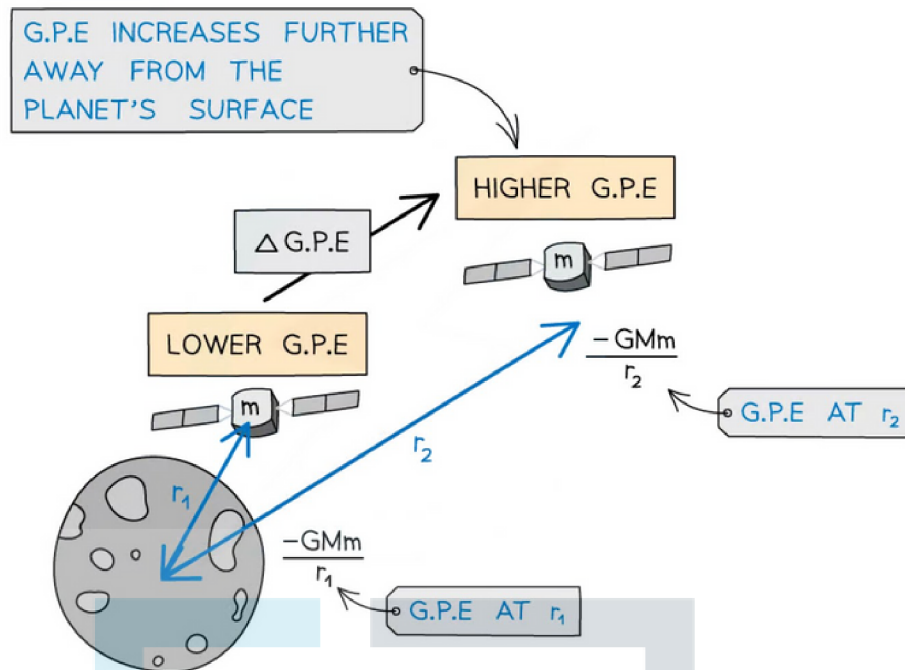 G.P.E INCREASES FURTHER
AWAY FROM THE
PLANET'S SURFACE
HIGHER G.P.E
△ G.P.E
m
LOWER G.P.E
−GMm
r₂
m
G.P.E AT r₂
r₂
r₁
−GMm
r₁
G.P.E AT r₁